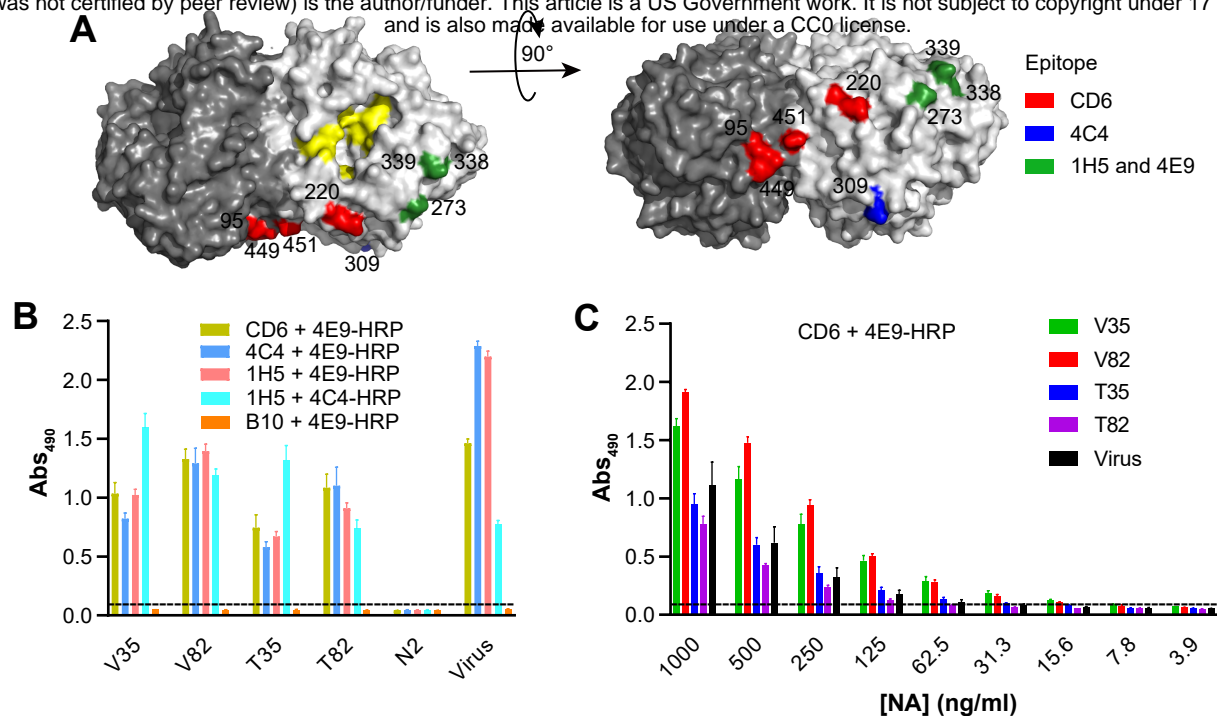 was not certified by peer review) is the author/funder. This article is a US Government work. It is not subject to copyright under 17
and is also made available for use under a CC0 license.
A
90°
339 338
220
273
95
449 451
309
339
220
338
273
451
95
449
309
Epitope
CD6
4C4
1H5 and 4E9
B
Abs490
2.5
2.0
1.5
1.0
0.5
0.0
CD6 + 4E9-HRP
4C4 + 4E9-HRP
1H5 + 4E9-HRP
1H5 + 4C4-HRP
B10 + 4E9-HRP
V35 V82 T35 T82 N2 Virus
C
CD6 + 4E9-HRP
Abs490
2.5
2.0
1.5
1.0
0.5
0.0
V35
V82
T35
T82
Virus
1000 500 250 125 62.5 31.3 15.6 7.8 3.9
[NA] (ng/ml)